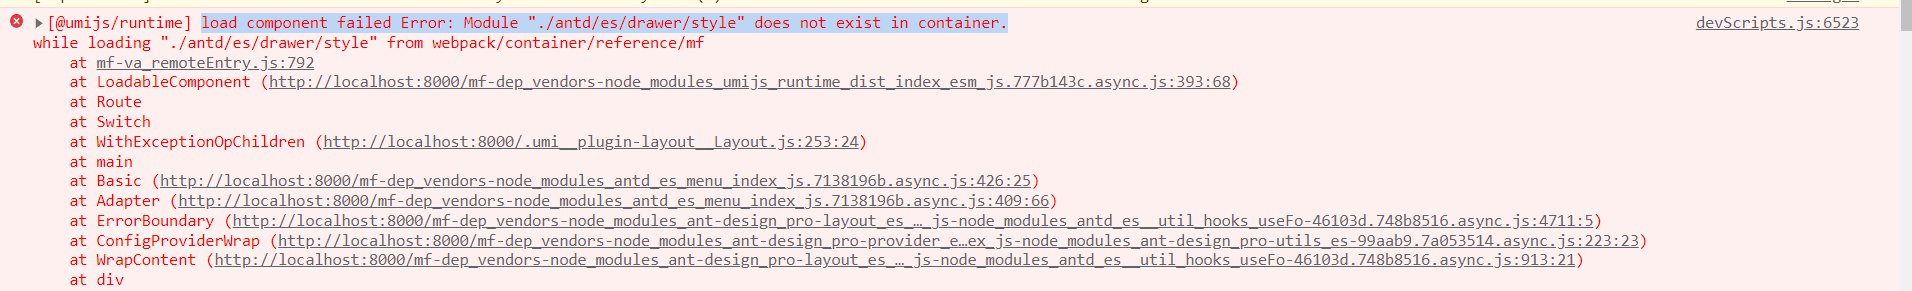 [@umijs/runtime] load component failed Error: Module "./antd/es/drawer/style" does not exist in container. devScripts.js:6523
while loading "./antd/es/drawer/style" from webpack/container/reference/mf
at mf-va_remoteEntry.js:792
at LoadableComponent (http://localhost:8000/mf-dep_vendors-node_modules_umijs_runtime_dist_index_esm_js.777b143c.async.js:393:68)
at Route
at Switch
at WithExceptionOpChildren (http://localhost:8000/.umi__plugin-layout__Layout.js:253:24)
at main
at Basic (http://localhost:8000/mf-dep_vendors-node_modules_antd_es_menu_index_js.7138196b.async.js:426:25)
at Adapter (http://localhost:8000/mf-dep_vendors-node_modules_antd_es_menu_index_js.7138196b.async.js:409:66)
at ErrorBoundary (http://localhost:8000/mf-dep_vendors-node_modules_ant-design_pro-layout_es_…_js-node_modules_antd_es__util_hooks_useFo-46103d.748b8516.async.js:4711:5)
at ConfigProviderWrap (http://localhost:8000/mf-dep_vendors-node_modules_ant-design_pro-provider_e…ex_js-node_modules_ant-design_pro-utils_es-99aab9.7a053514.async.js:223:23)
at WrapContent (http://localhost:8000/mf-dep_vendors-node_modules_ant-design_pro-layout_es_…_js-node_modules_antd_es__util_hooks_useFo-46103d.748b8516.async.js:913:21)
at div